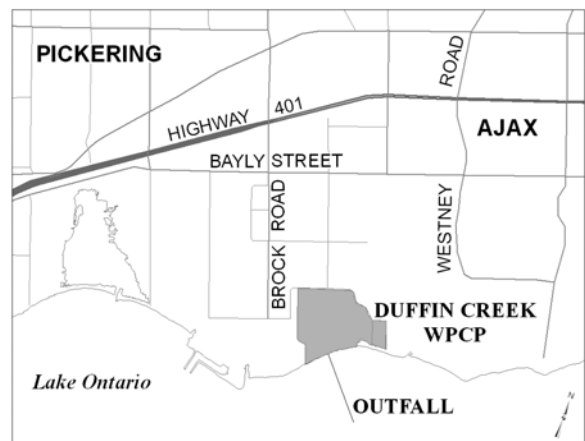 PICKERING
HIGHWAY 401
ROAD
AJAX
BAYLY STREET
BROCK ROAD
WESTNEY
DUFFIN CREEK
WPCP
Lake Ontario
OUTFALL
N